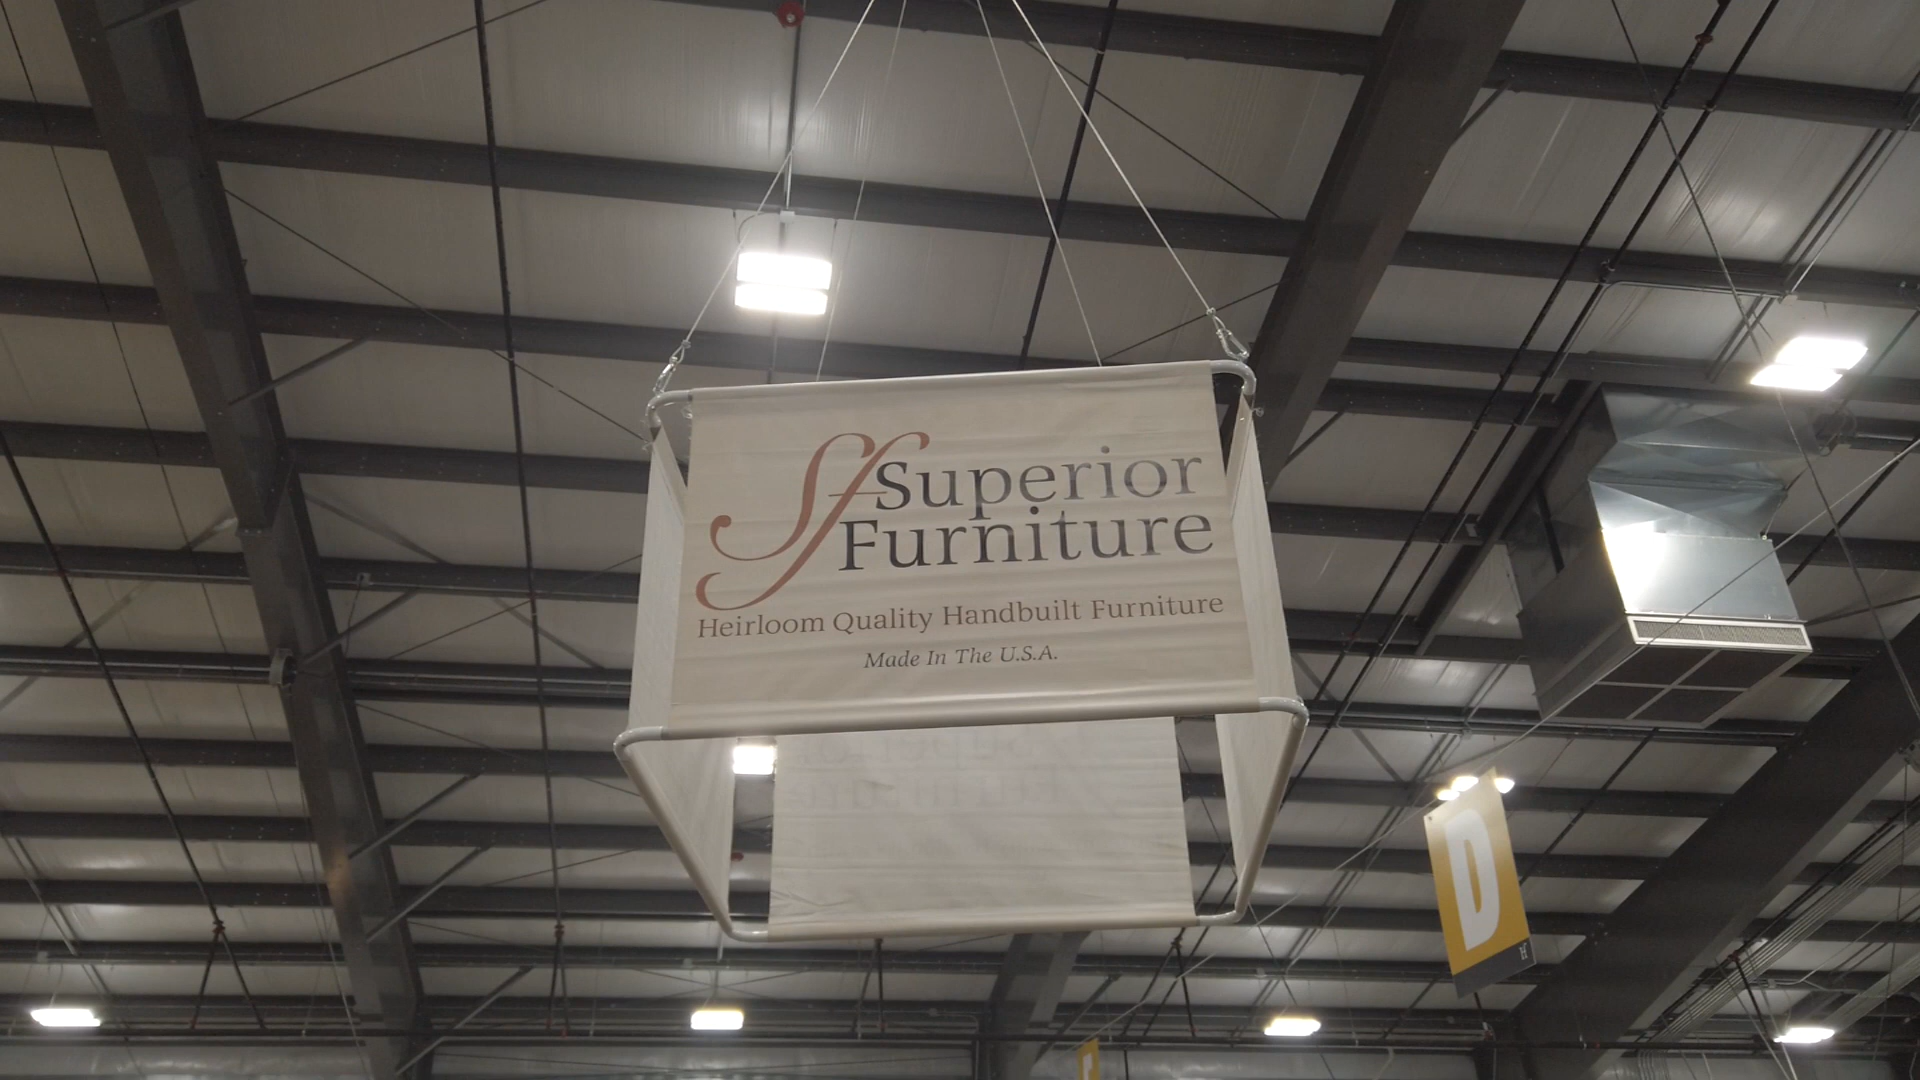 Sf Superior
Furniture
Heirloom Quality Handbuilt Furniture
Made In The U.S.A.
D